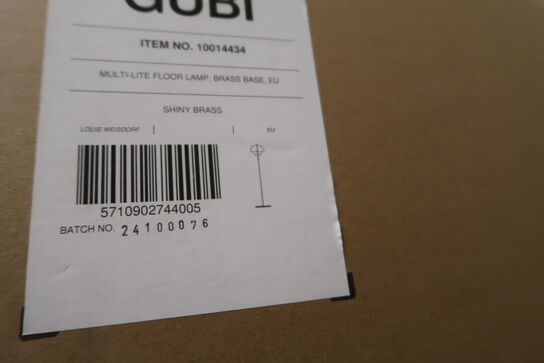 GUBI
ITEM NO. 10014434
MULTI-LITE FLOOR LAMP, BRASS BASE, EU
SHINY BRASS
LOUIS WEISDORF | | EU
5710902744005
BATCH NO. 24100076